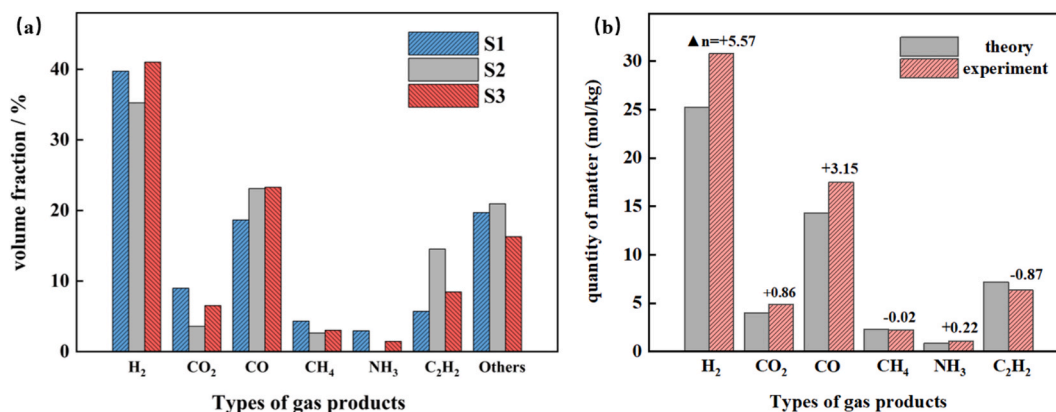 (a)
S1
S2
S3
volume fraction / %
40
30
20
10
0
H₂ CO₂ CO CH₄ NH₃ C₂H₂ Others
Types of gas products
(b)
▲n=+5.57
theory
experiment
+3.15
+0.86
-0.02
+0.22
-0.87
quantity of matter (mol/kg)
30
25
20
15
10
5
0
H₂ CO₂ CO CH₄ NH₃ C₂H₂
Types of gas products